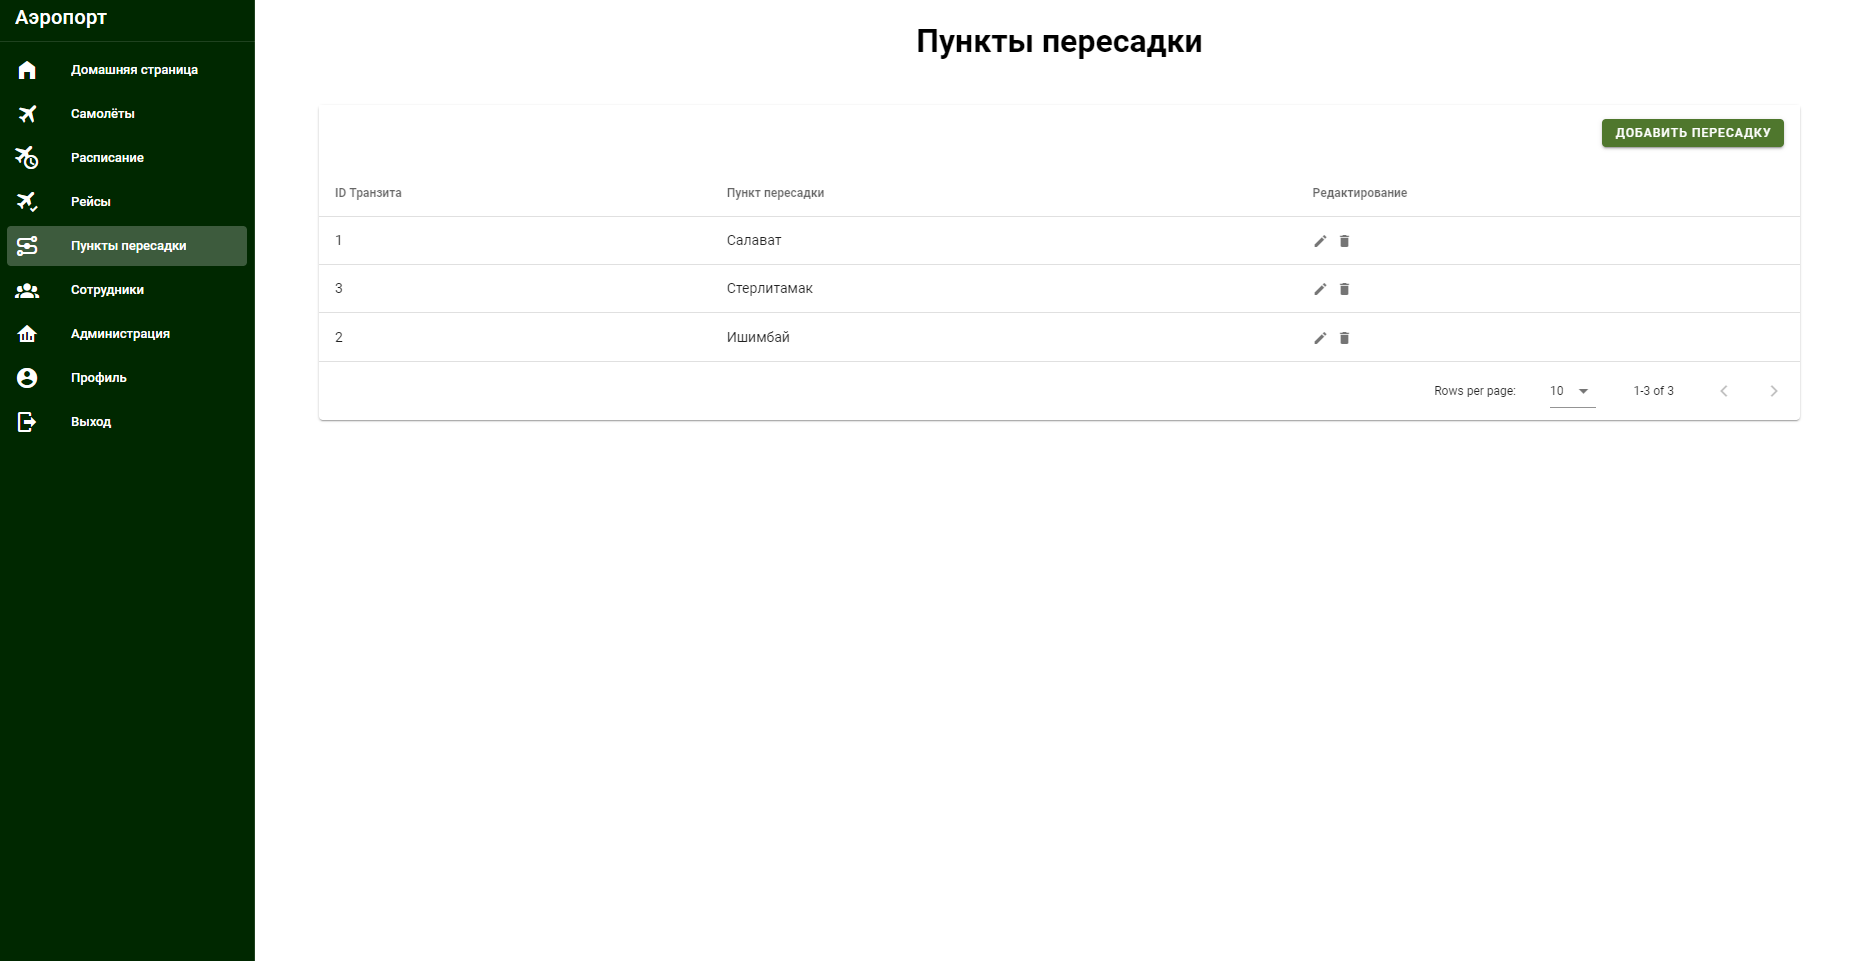 Аэропорт
Домашняя страница
Самолёты
Расписание
Рейсы
Пункты пересадки
Сотрудники
Администрация
Профиль
Выход
Пункты пересадки
ДОБАВИТЬ ПЕРЕСАДКУ
ID Транзита Пункт пересадки Редактирование
1 Салават
3 Стерлитамак
2 Ишимбай
Rows per page: 10 1-3 of 3